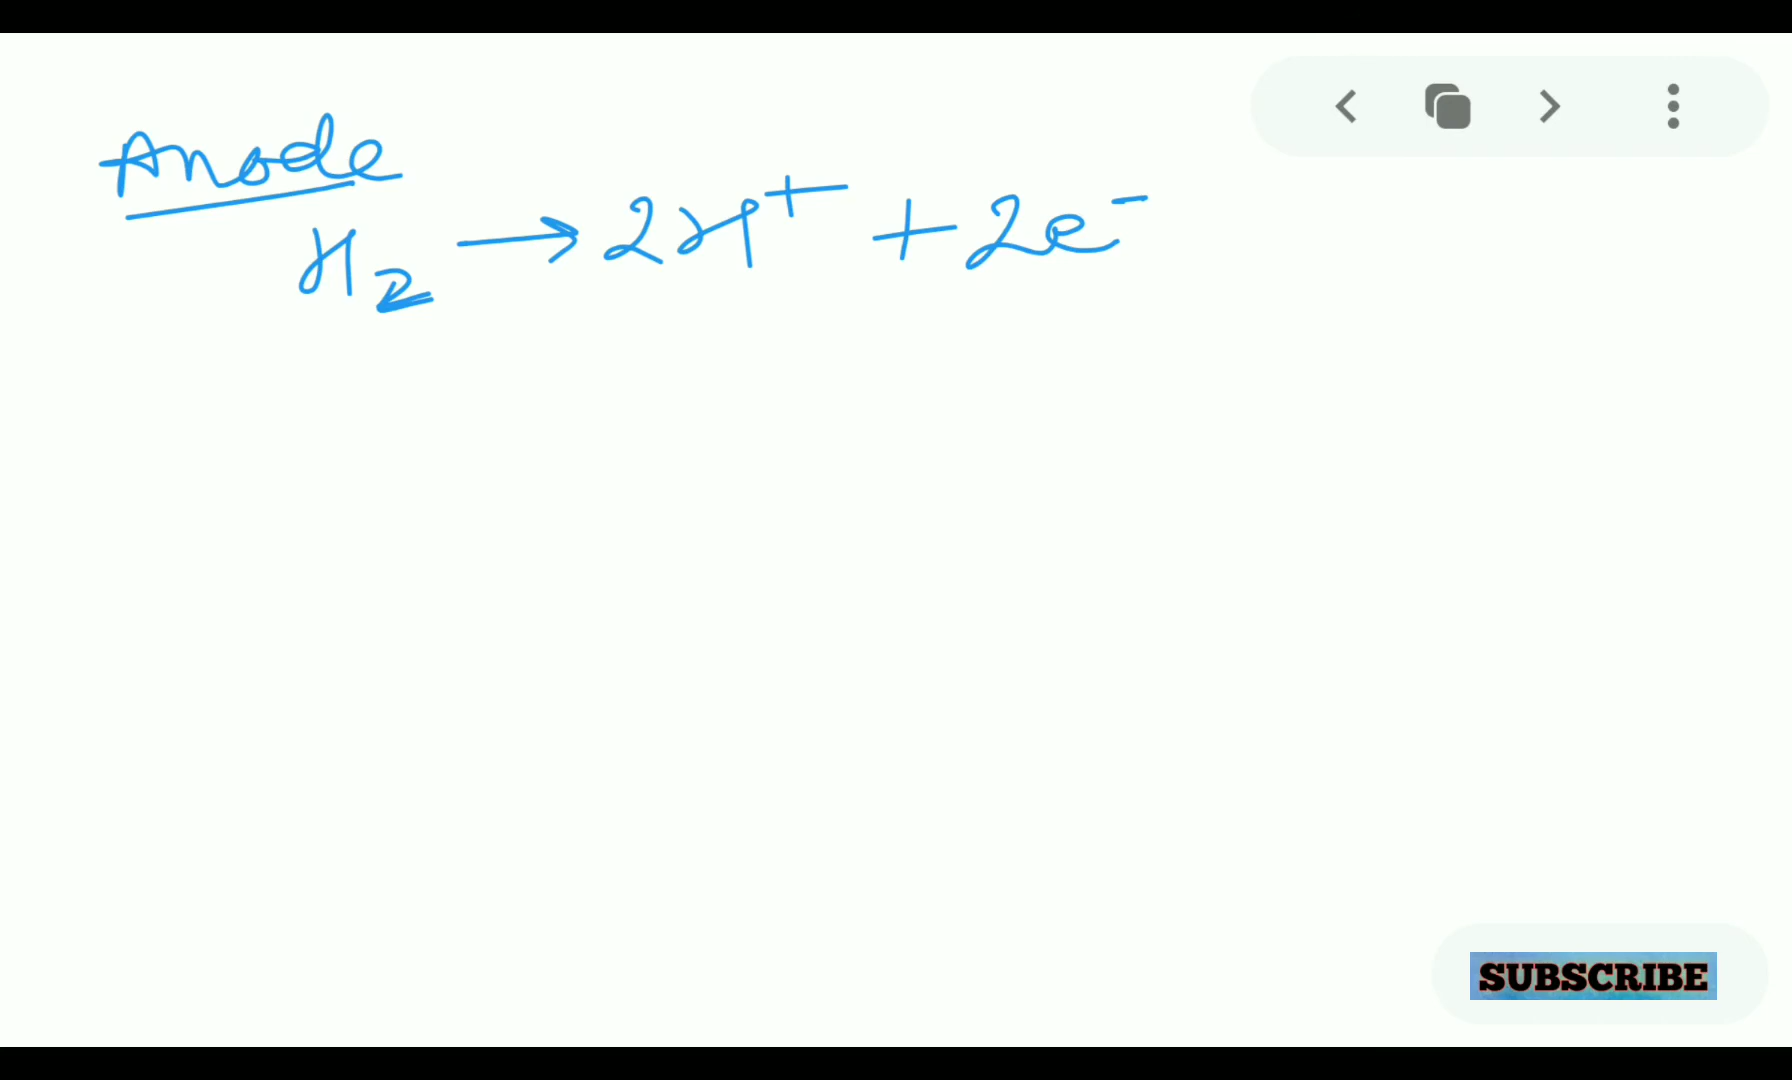 Anode
H₂ → 2H⁺ + 2e⁻
SUBSCRIBE